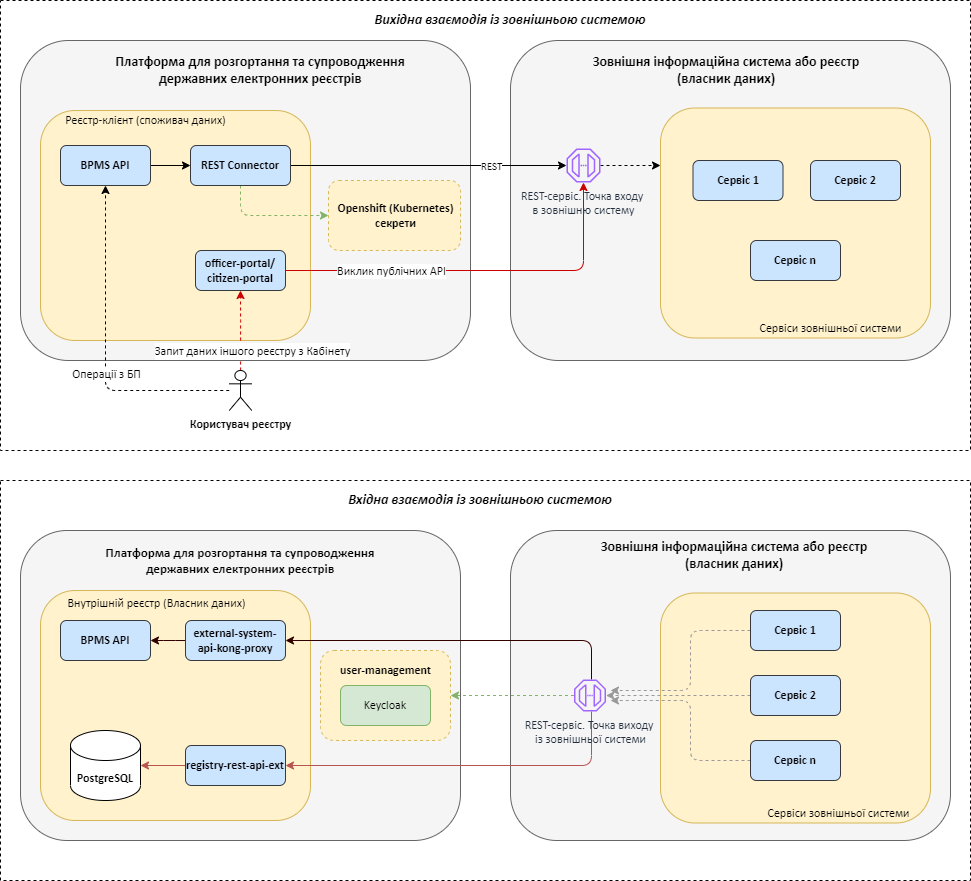 Вихідна взаємодія із зовнішньою системою
Платформа для розгортання та супроводження
державних електронних реєстрів
Зовнішня інформаційна система або реєстр
(власник даних)
Реєстр-клієнт (споживач даних)
BPMS API
REST Connector
REST
Сервіс 1
Сервіс 2
REST-сервіс. Точка входу
в зовнішню систему
Openshift (Kubernetes)
секрети
officer-portal/
citizen-portal
Виклик публічних API
Сервіс n
Сервіси зовнішньої системи
Запит даних іншого реєстру з Кабінету
Операції з БП
Користувач реєстру
Вхідна взаємодія із зовнішньою системою
Платформа для розгортання та супроводження
державних електронних реєстрів
Зовнішня інформаційна система або реєстр
(власник даних)
Внутрішній реєстр (Власник даних)
BPMS API
external-system-
api-kong-proxy
Сервіс 1
user-management
Keycloak
Сервіс 2
REST-сервіс. Точка виходу
із зовнішньої системи
PostgreSQL
registry-rest-api-ext
Сервіс n
Сервіси зовнішньої системи